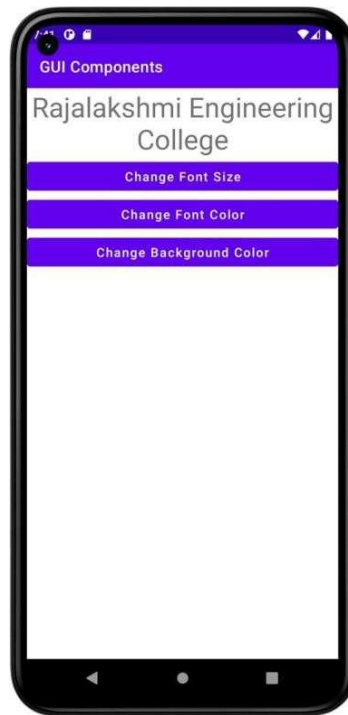 GUI Components
Rajalakshmi Engineering
College
Change Font Size
Change Font Color
Change Background Color